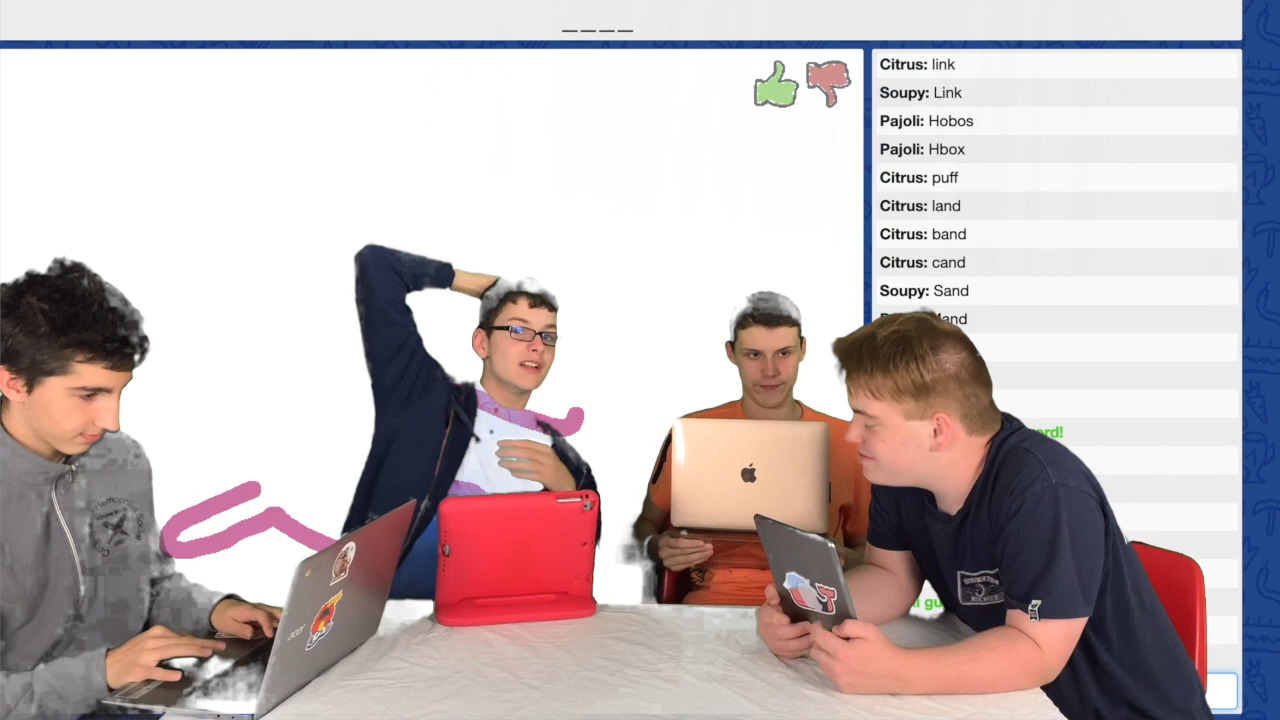 ____
Citrus: link
Soupy: Link
Pajoli: Hobos
Pajoli: Hbox
Citrus: puff
Citrus: land
Citrus: band
Citrus: cand
Soupy: Sand
acer